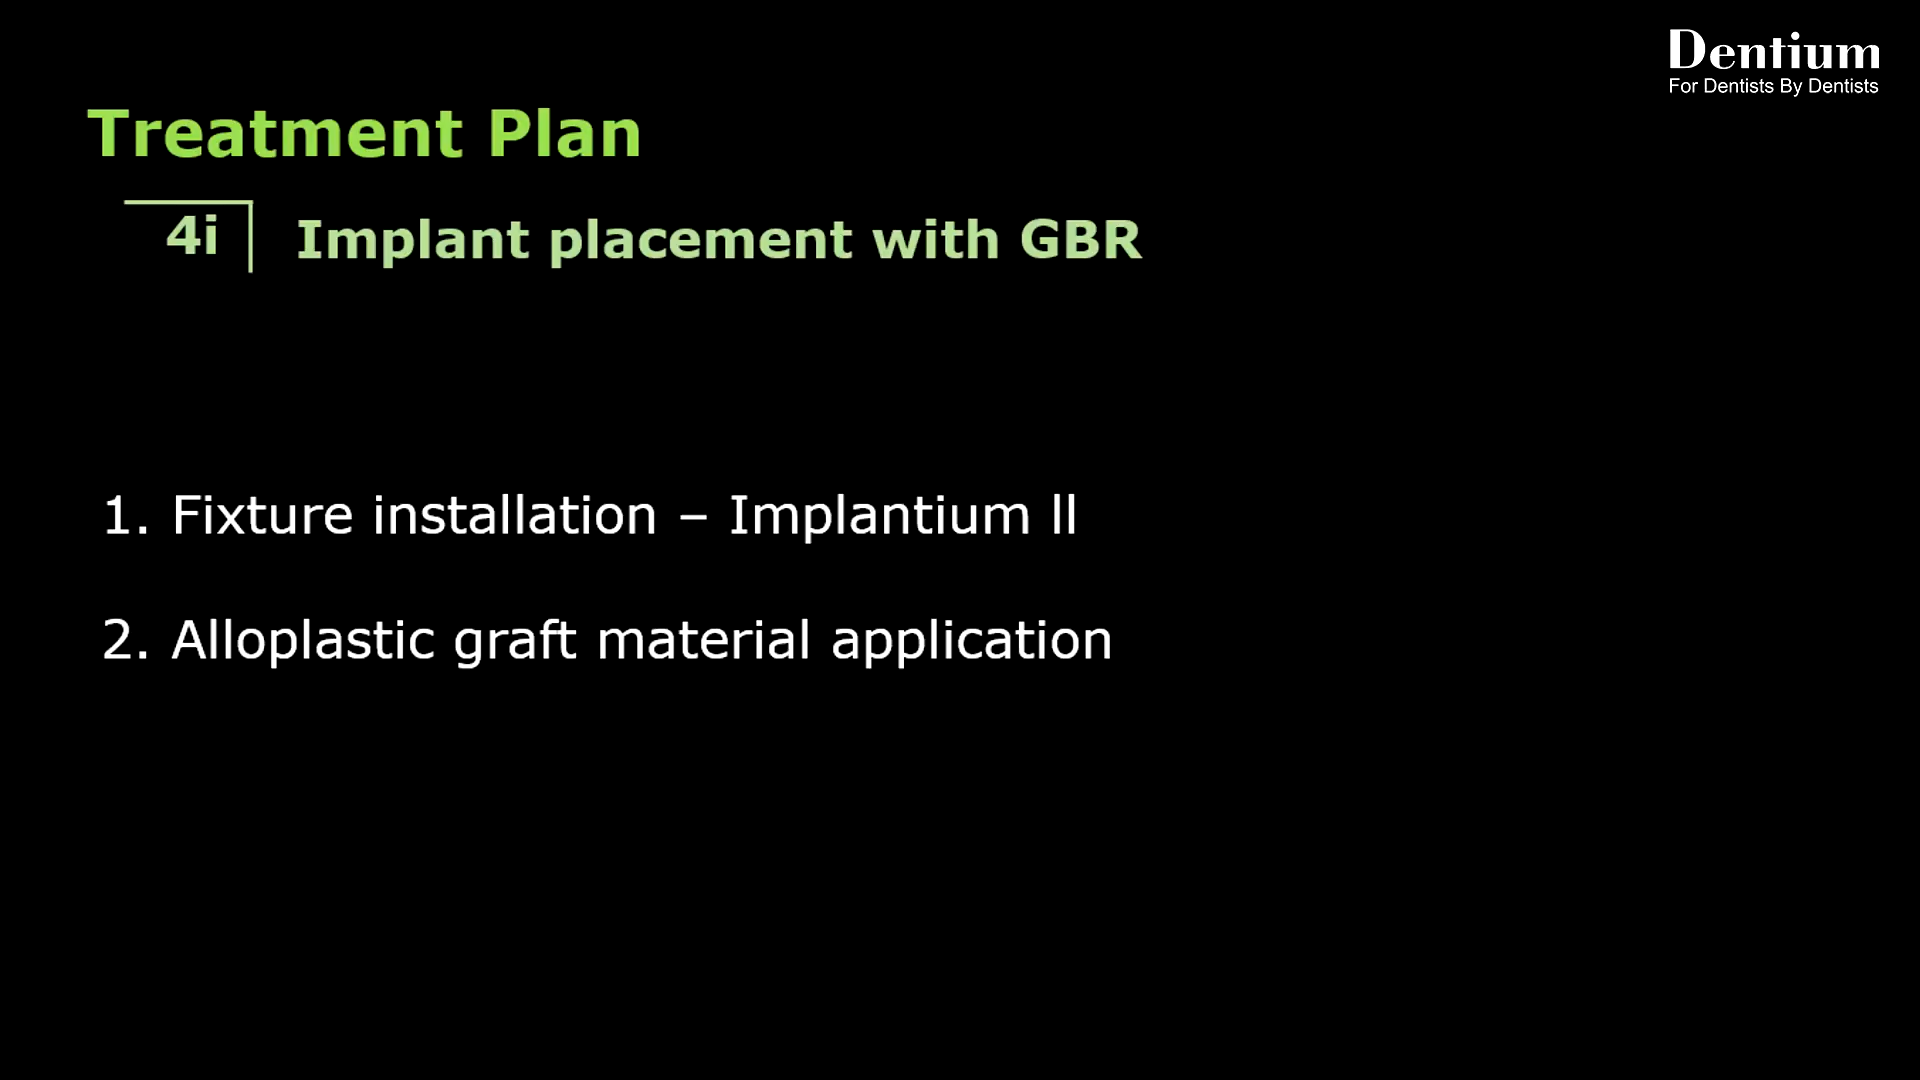 Dentium
For Dentists By Dentists
Treatment Plan
4i Implant placement with GBR
1. Fixture installation – Implantium ll
2. Alloplastic graft material application